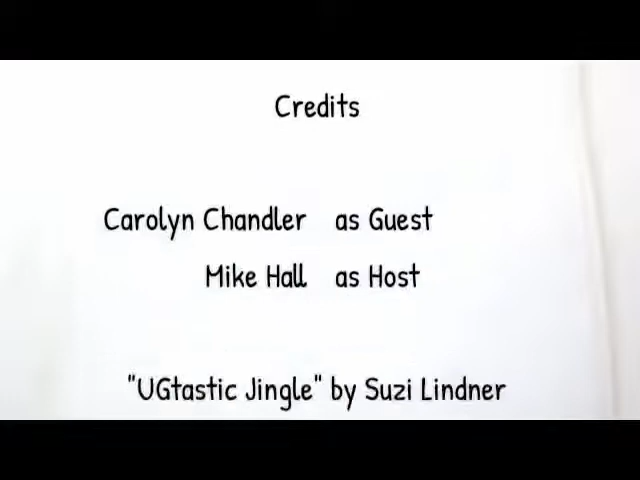 Credits
Carolyn Chandler as Guest
Mike Hall as Host
"UGtastic Jingle" by Suzi Lindner